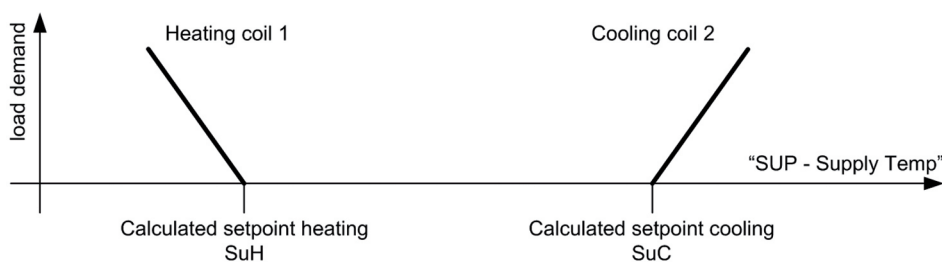 Heating coil 1
Cooling coil 2
load demand
“SUP - Supply Temp”
Calculated setpoint heating
SuH
Calculated setpoint cooling
SuC